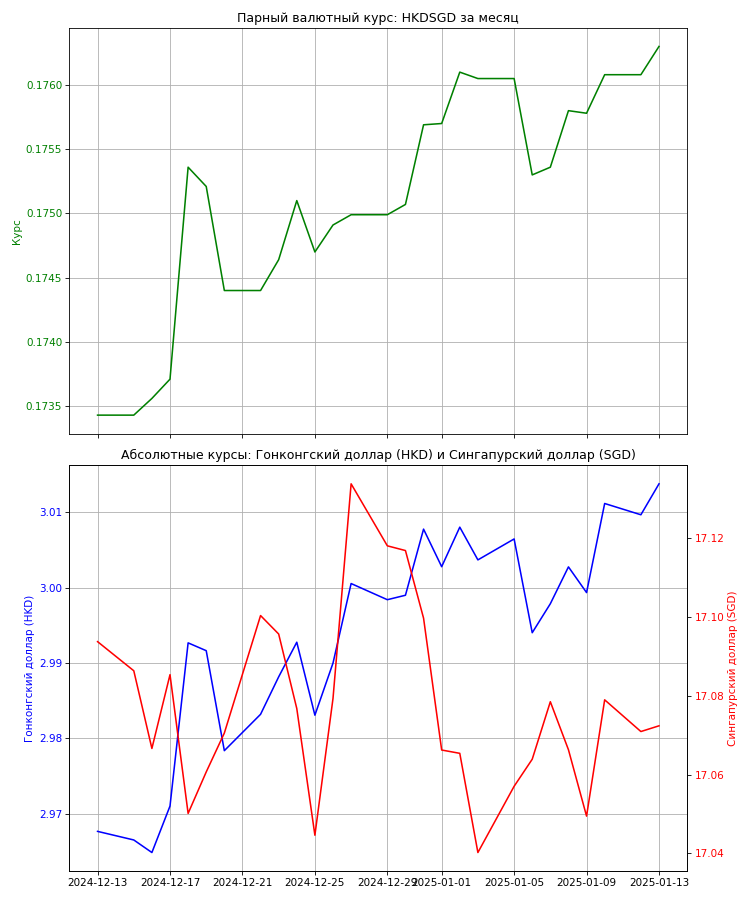 Парный валютный курс: HKDSGD за месяц
0.1760
0.1755
0.1750
0.1745
0.1740
0.1735
Курс
Абсолютные курсы: Гонконгский доллар (HKD) и Сингапурский доллар (SGD)
3.01
3.00
2.99
2.98
2.97
Гонконгский доллар (HKD)
17.12
17.10
17.08
17.06
17.04
Сингапурский доллар (SGD)
2024-12-13 2024-12-17 2024-12-21 2024-12-25 2024-12-29 2025-01-01 2025-01-05 2025-01-09 2025-01-13